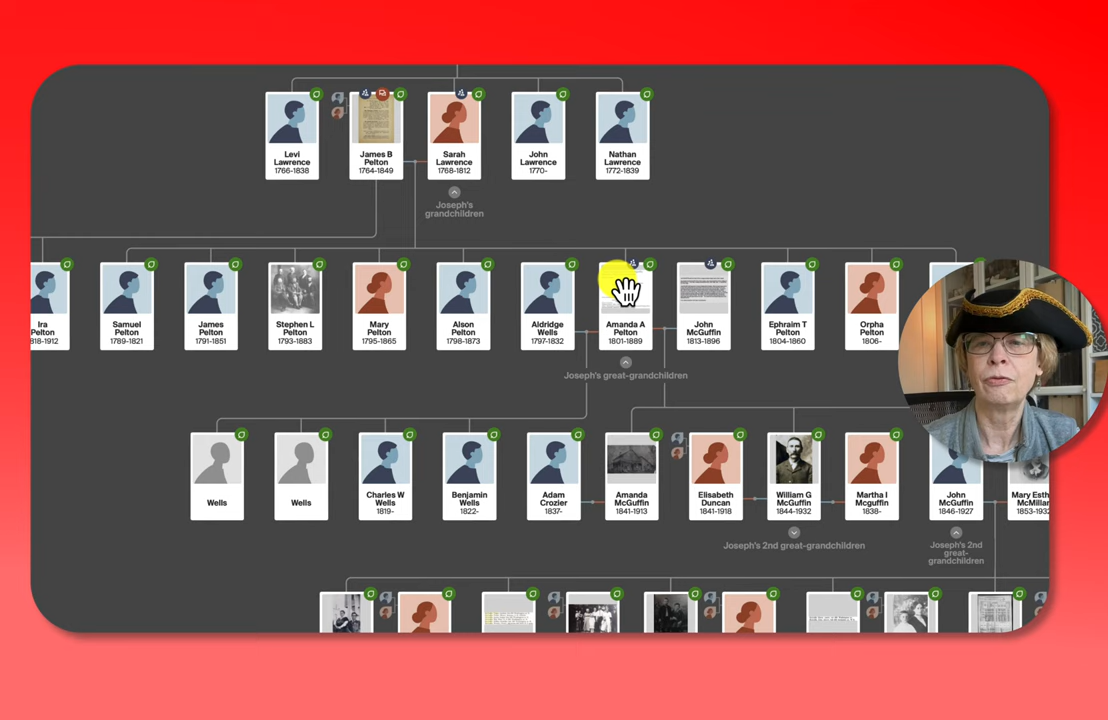 Levi
Lawrence
1766-1838
James B
Pelton
1764-1849
Sarah
Lawrence
1768-1812
John
Lawrence
1770-
Nathan
Lawrence
1772-1839
Joseph's
grandchildren
Ira
Pelton
818-1912
Samuel
Pelton
1789-1821
James
Pelton
1791-1851
Stephen L
Pelton
1793-1883
Mary
Pelton
1795-1865
Alson
Pelton
1798-1873
Aldridge
Wells
1797-1832
Amanda A
Pelton
1801-1889
John
McGuffin
1813-1896
Ephraim T
Pelton
1804-1860
Orpha
Pelton
1806-
Joseph's great-grandchildren
Wells
Wells
Charles W
Wells
1819-
Benjamin
Wells
1822-
Adam
Crozier
1837-
Amanda
McGuffin
1841-1913
Elisabeth
Duncan
1841-1918
William G
McGuffin
1844-1932
Martha I
Mcguffin
1838-
John
McGuffin
1846-1927
Mary Esth
McMillan
1853-1932
Joseph's 2nd great-grandchildren
Joseph's 2nd
great-
grandchildren